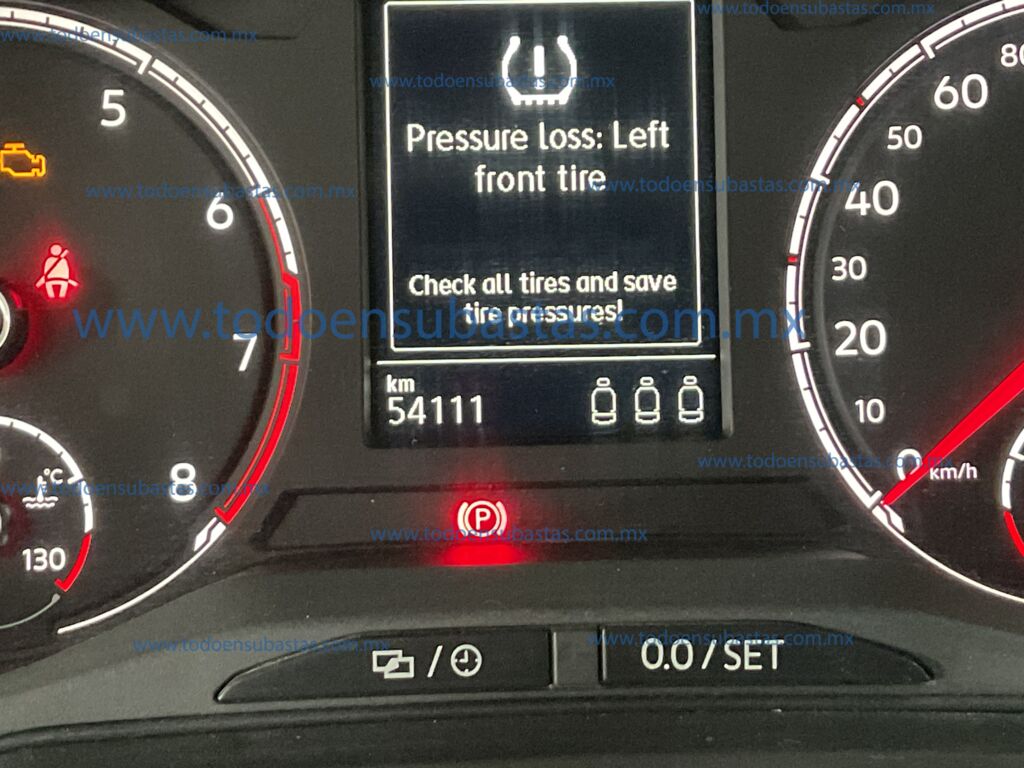 www.todoensubastas.com.mx
www.todoensubastas.com.mx
www.todoensubastas.com.mx
Pressure loss: Left
front tire
www.todoensubastas.com.mx
www.todoensubastas.com.mx
Check all tires and save
tire pressures!
www.todoensubastas.com.mx
km
54111
5
6
7
8
°C
130
80
60
50
40
30
20
10
0
km/h
www.todoensubastas.com.mx
www.todoensubastas.com.mx
P
www.todoensubastas.com.mx
www.todoensubastas.com.mx
www.todoensubastas.com.mx
/
0.0 / SET